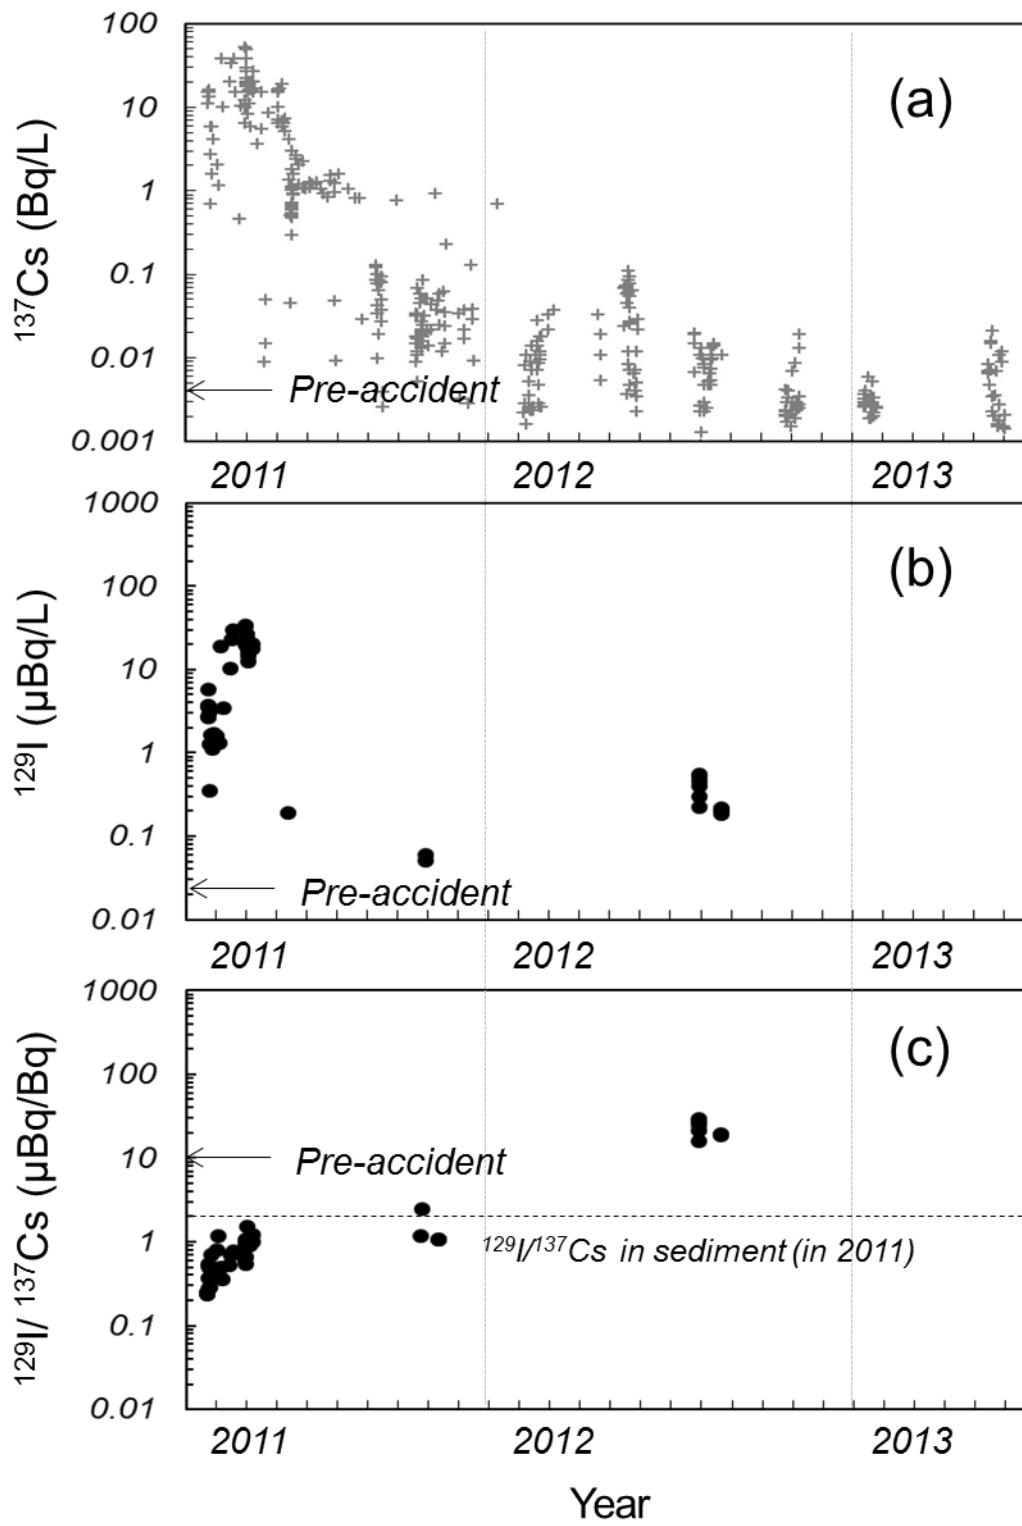 100
(a)
10
¹³⁷Cs (Bq/L)
1
0.1
0.01
Pre-accident
0.001
2011 2012 2013
1000
(b)
100
10
¹²⁹I (μBq/L)
1
0.1
Pre-accident
0.01
2011 2012 2013
1000
(c)
100
¹²⁹I/ ¹³⁷Cs (μBq/Bq)
10
Pre-accident
1
¹²⁹I/¹³⁷Cs in sediment (in 2011)
0.1
0.01
2011 2012 2013
Year